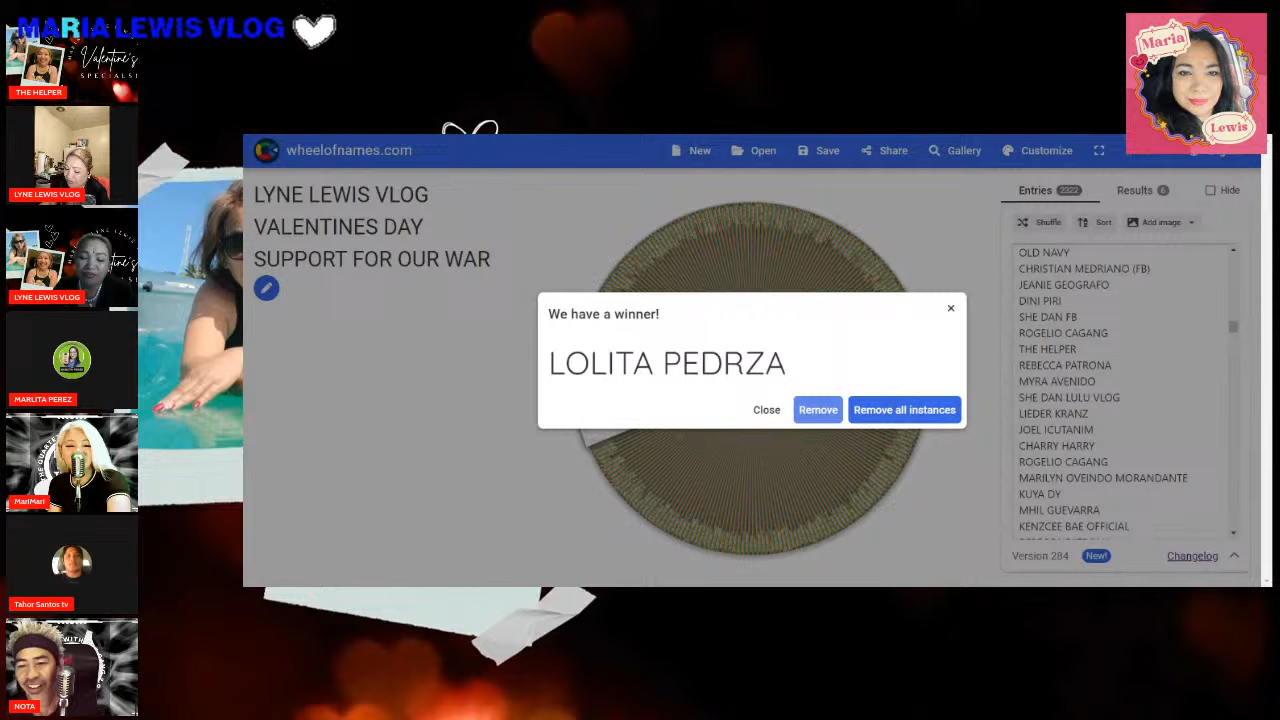 MARIA LEWIS VLOG
Valentine's
SPECIALS!
THE HELPER
LYNE LEWIS VLOG
LYNE LEWIS VLOG
MARLITA PEREZ
MariMari
Tahor Santos tv
NOTA
Maria
Lewis
wheelofnames.com
New
Open
Save
Share
Gallery
Customize
LYNE LEWIS VLOG
VALENTINES DAY
SUPPORT FOR OUR WAR
We have a winner!
LOLITA PEDRZA
Close
Remove
Remove all instances
Entries 2322
Results 6
Hide
Shuffle
Sort
Add image
OLD NAVY
CHRISTIAN MEDRIANO (FB)
JEANIE GEOGRAFO
DINI PIRI
SHE DAN FB
ROGELIO CAGANG
THE HELPER
REBECCA PATRONA
MYRA AVENIDO
SHE DAN LULU VLOG
LIEDER KRANZ
JOEL ICUTANIM
CHARRY HARRY
ROGELIO CAGANG
MARILYN OVEINDO MORANDANTE
KUYA DY
MHIL GUEVARRA
KENZCEE BAE OFFICIAL
Version 284
New!
Changelog